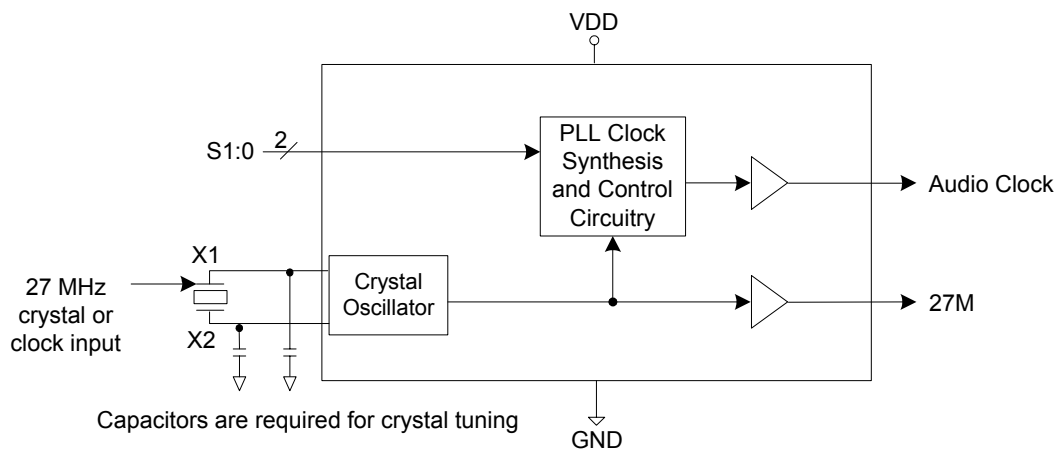 VDD
S1:0
2
PLL Clock
Synthesis
and Control
Circuitry
Audio Clock
X1
27 MHz
crystal or
clock input
X2
Crystal
Oscillator
27M
Capacitors are required for crystal tuning
GND